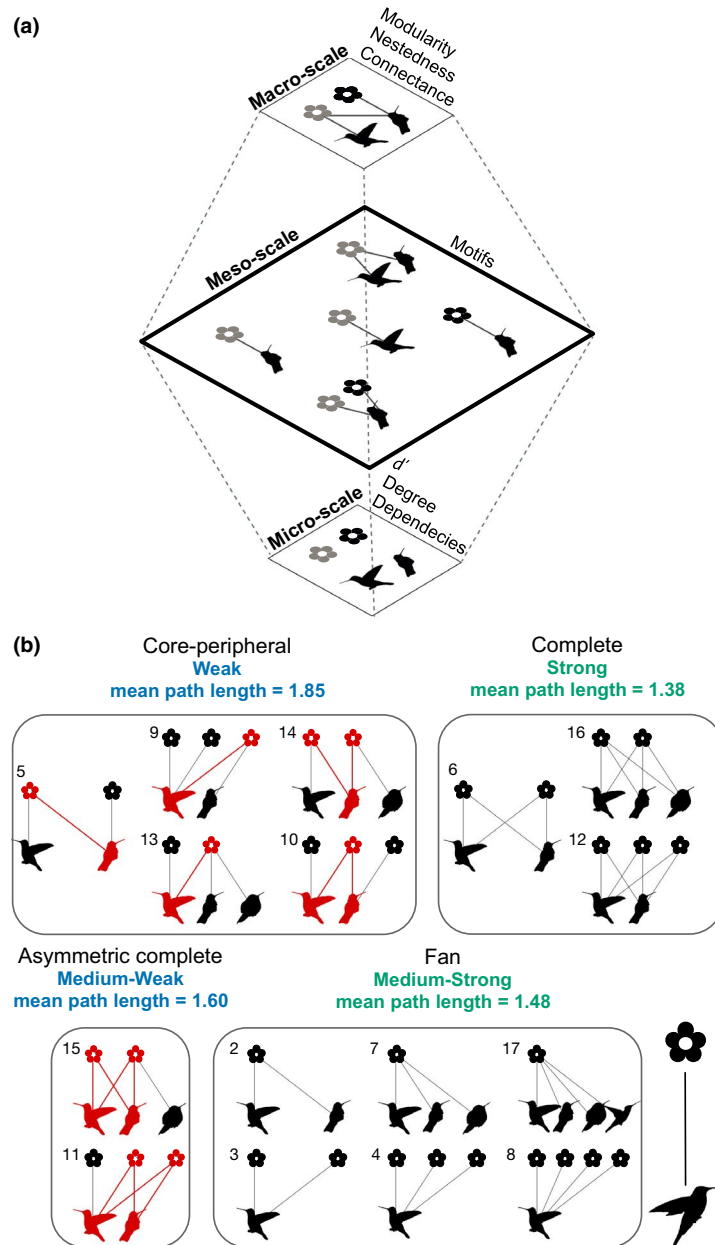 (a)
Macro-scale
Modularity
Nestedness
Connectance
Meso-scale
Motifs
Micro-scale
d'
Degree
Dependecies
(b)
Core-peripheral
Weak
mean path length = 1.85
Complete
Strong
mean path length = 1.38
5
9
14
13
10
6
16
12
Asymmetric complete
Medium-Weak
mean path length = 1.60
Fan
Medium-Strong
mean path length = 1.48
15
11
2
7
17
3
4
8